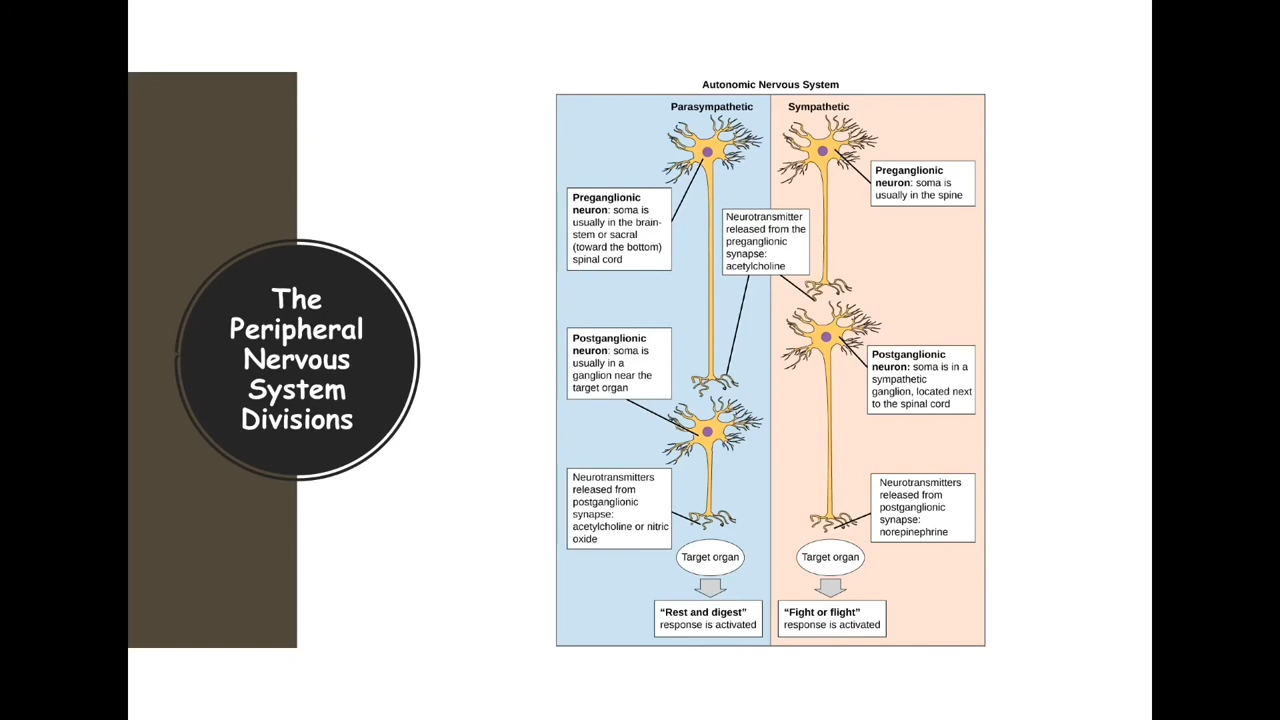 The
Peripheral
Nervous
System
Divisions
Autonomic Nervous System
Parasympathetic
Preganglionic
neuron: soma is
usually in the brain-
stem or sacral
(toward the bottom)
spinal cord
Neurotransmitter
released from the
preganglionic
synapse:
acetylcholine
Postganglionic
neuron: soma is
usually in a
ganglion near the
target organ
Neurotransmitters
released from
postganglionic
synapse:
acetylcholine or nitric
oxide
Target organ
“Rest and digest”
response is activated
Sympathetic
Preganglionic
neuron: soma is
usually in the spine
Postganglionic
neuron: soma is in a
sympathetic
ganglion, located next
to the spinal cord
Neurotransmitters
released from
postganglionic
synapse:
norepinephrine
Target organ
“Fight or flight”
response is activated